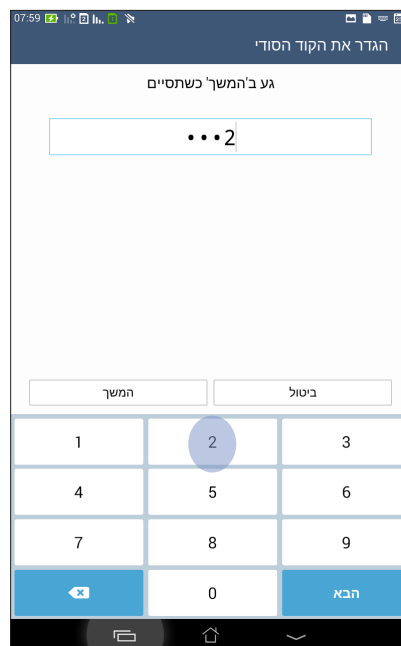 07:59
הגדר את הקוד הסודי
גע ב'המשך' כשתסיים
•••2
המשך ביטול
1 2 3
4 5 6
7 8 9
0 הבא